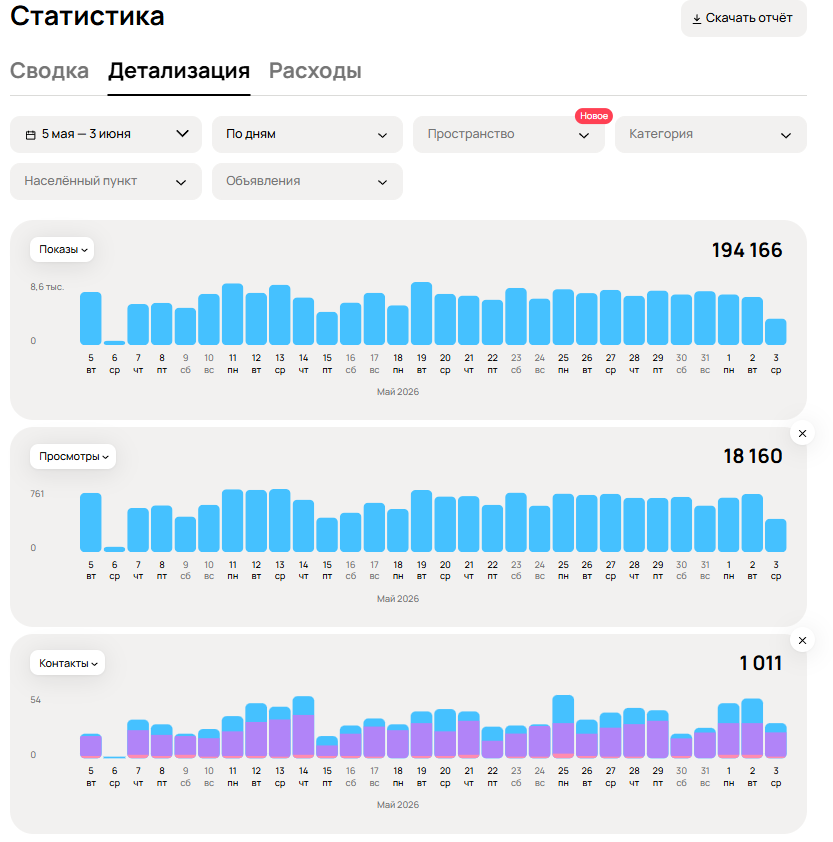 Статистика
Скачать отчёт
Сводка Детализация Расходы
Новое
5 мая — 3 июня По дням Пространство Категория
Населённый пункт Объявления
Показы 194 166
8,6 тыс.
0
5 6 7 8 9 10 11 12 13 14 15 16 17 18 19 20 21 22 23 24 25 26 27 28 29 30 31 1 2 3
вт ср чт пт сб вс пн вт ср чт пт сб вс пн вт ср чт пт сб вс пн вт ср чт пт сб вс пн вт ср
Май 2026
Просмотры 18 160
761
0
5 6 7 8 9 10 11 12 13 14 15 16 17 18 19 20 21 22 23 24 25 26 27 28 29 30 31 1 2 3
вт ср чт пт сб вс пн вт ср чт пт сб вс пн вт ср чт пт сб вс пн вт ср чт пт сб вс пн вт ср
Май 2026
Контакты 1 011
54
0
5 6 7 8 9 10 11 12 13 14 15 16 17 18 19 20 21 22 23 24 25 26 27 28 29 30 31 1 2 3
вт ср чт пт сб вс пн вт ср чт пт сб вс пн вт ср чт пт сб вс пн вт ср чт пт сб вс пн вт ср
Май 2026